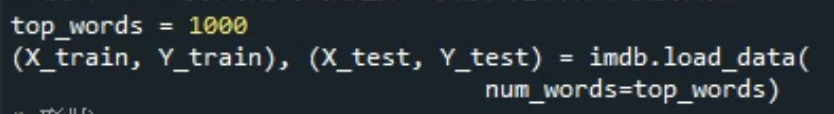 top_words = 1000
(X_train, Y_train), (X_test, Y_test) = imdb.load_data(
num_words=top_words)